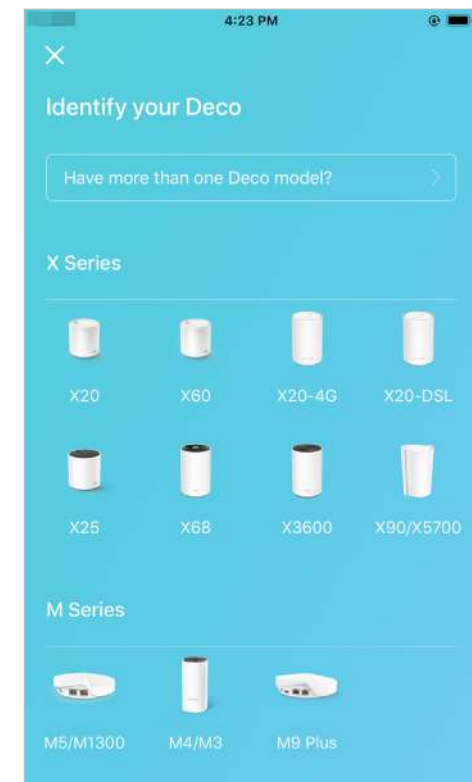 4:23 PM
Identify your Deco
Have more than one Deco model?
X Series
X20 X60 X20-4G X20-DSL
X25 X68 X3600 X90/X5700
M Series
M5/M1300 M4/M3 M9 Plus